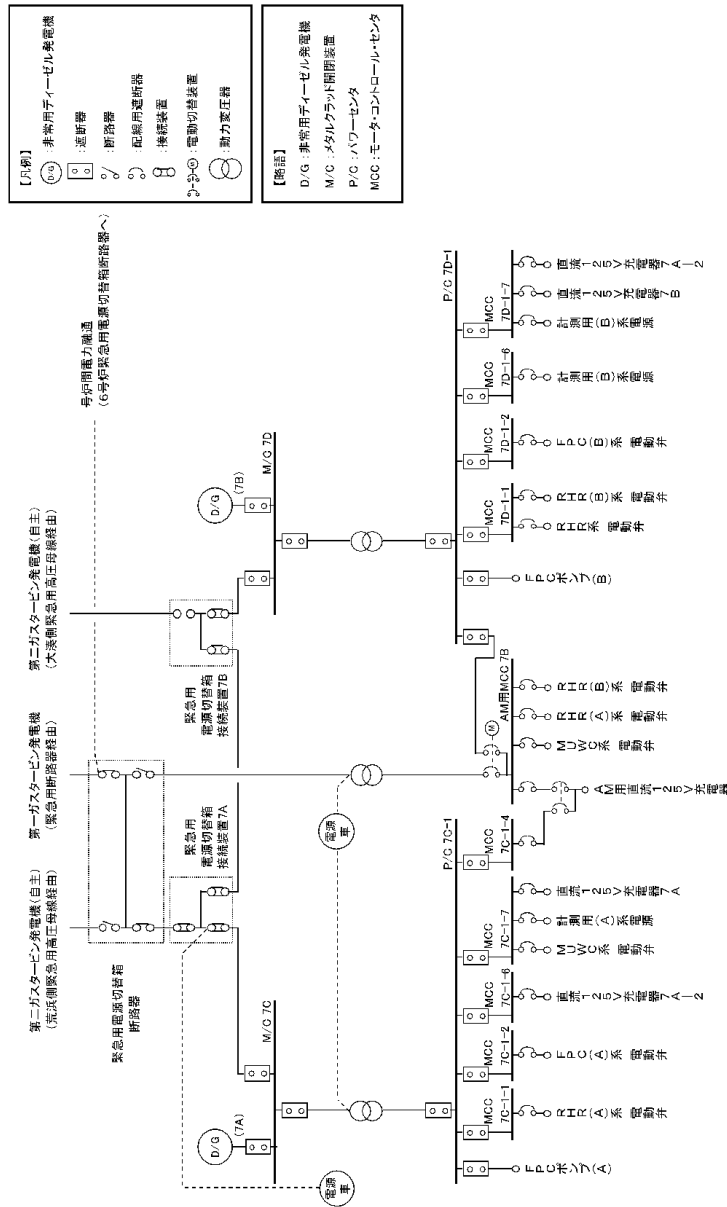 【凡例】
D/G :非常用ディーゼル発電機
:遮断器
:断路器
:配線用遮断器
:接続装置
M :電動切替装置
:動力変圧器
【略語】
D/G :非常用ディーゼル発電機
M/C :メタルクラッド開閉装置
P/C :パワーセンタ
MCC :モータ・コントロール・センタ
第二ガスタービン発電機(自主)
(荒浜側緊急用高圧母線経由)
第一ガスタービン発電機
(緊急用断路器経由)
第二ガスタービン発電機(自主)
(大湊側緊急用高圧母線経由)
号炉間電力融通
(6号炉緊急用電源切替箱断路器へ)
緊急用電源切替箱
断路器
緊急用
電源切替箱
接続装置7A
緊急用
電源切替箱
接続装置7B
電源
車
D/G
(7A)
M/C 7C
電源
車
D/G
(7B)
M/C 7D
P/C 7C-1
P/C 7D-1
FPCポンプ(A)
MCC
7C-1-1
RHR(A)系 電動弁
MCC
7C-1-2
FPC(A)系 電動弁
MCC
7C-1-6
直流125V充電器7A-2
MCC
7C-1-7
MUWC系 電動弁
計測用(A)系電源
直流125V充電器7A
MCC
7C-1-4
AM用直流125V充電器
AM用MCC 7B
M
MUWC系 電動弁
RHR(A)系 電動弁
RHR(B)系 電動弁
FPCポンプ(B)
MCC
7D-1-1
RHR系 電動弁
RHR(B)系 電動弁
MCC
7D-1-2
FPC(B)系 電動弁
MCC
7D-1-6
計測用(B)系電源
MCC
7D-1-7
計測用(B)系電源
直流125V充電器7B
直流125V充電器7A-2